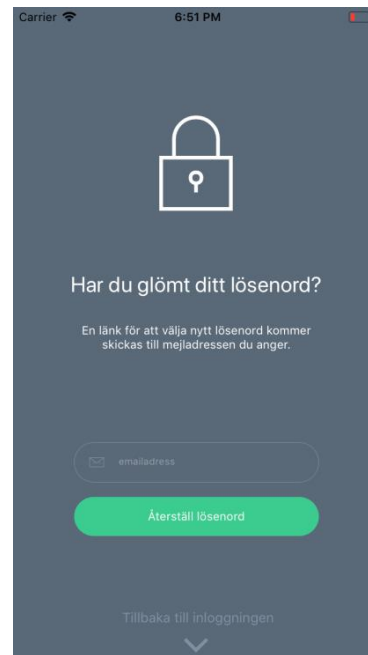 Carrier 6:51 PM
Har du glömt ditt lösenord?
En länk för att välja nytt lösenord kommer
skickas till mejladressen du anger.
emailadress
Återställ lösenord
Tillbaka till inloggningen